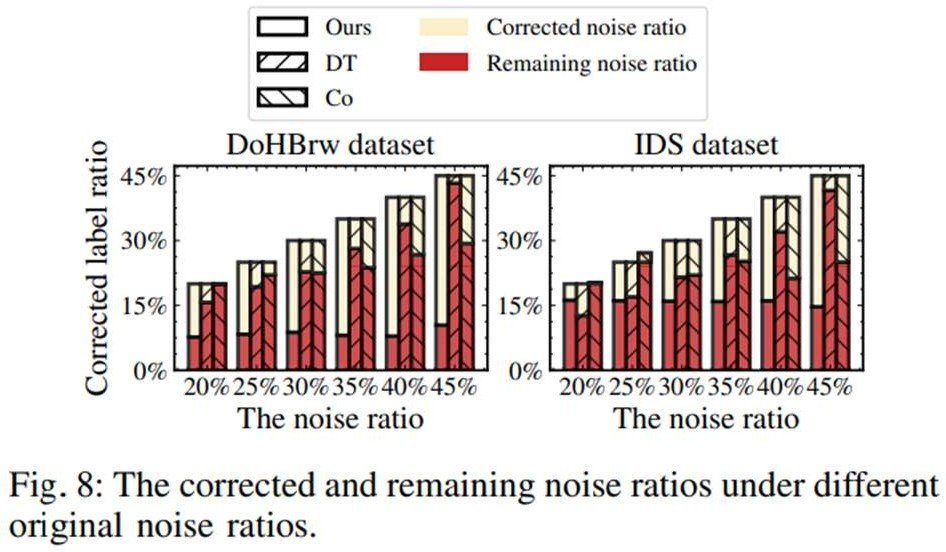 Ours
DT
Co
Corrected noise ratio
Remaining noise ratio
DoHBrw dataset
Corrected label ratio
45%
30%
15%
0%
20% 25% 30% 35% 40% 45%
The noise ratio
IDS dataset
45%
30%
15%
0%
20% 25% 30% 35% 40% 45%
The noise ratio
Fig. 8: The corrected and remaining noise ratios under different
original noise ratios.